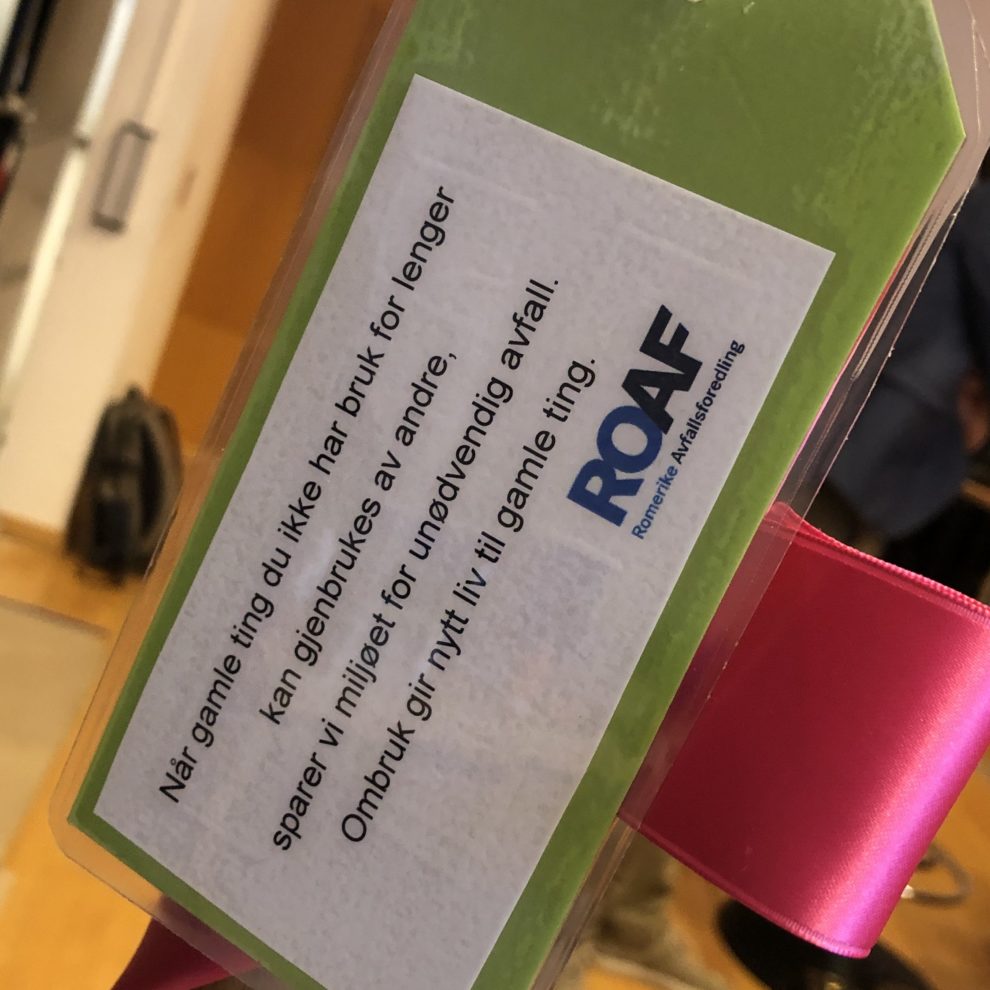 Når gamle ting du ikke har bruk for lenger
kan gjenbrukes av andre,
sparer vi miljøet for unødvendig avfall.
Ombruk gir nytt liv til gamle ting.
ROAF
Romerike Avfallsforedling